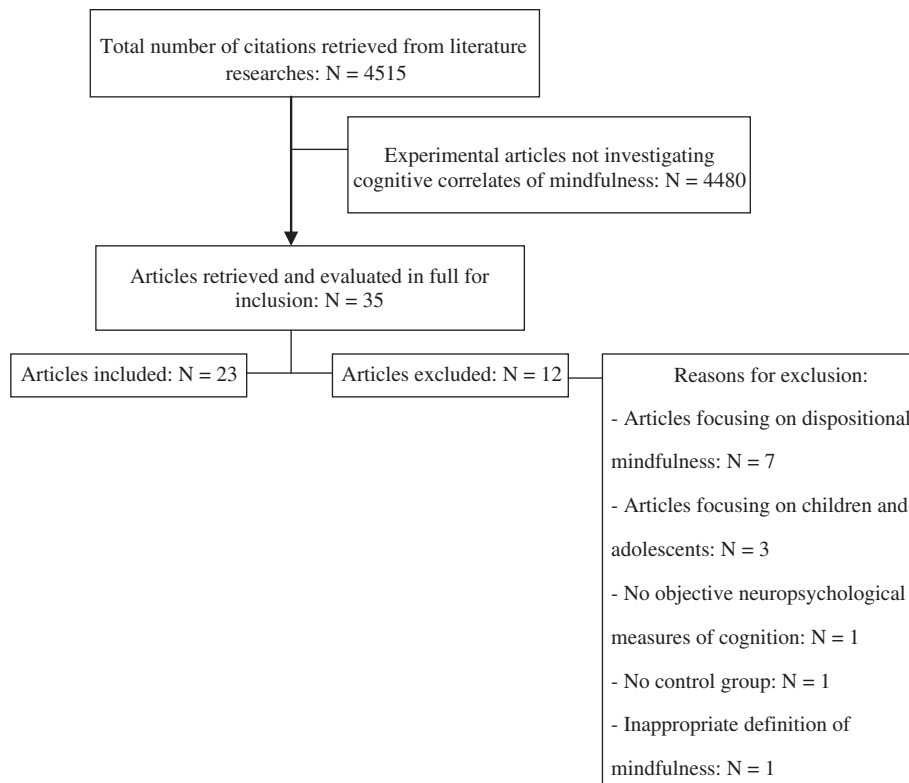 Total number of citations retrieved from literature
researches: N = 4515
Experimental articles not investigating
cognitive correlates of mindfulness: N = 4480
Articles retrieved and evaluated in full for
inclusion: N = 35
Articles included: N = 23
Articles excluded: N = 12
Reasons for exclusion:
- Articles focusing on dispositional
mindfulness: N = 7
- Articles focusing on children and
adolescents: N = 3
- No objective neuropsychological
measures of cognition: N = 1
- No control group: N = 1
- Inappropriate definition of
mindfulness: N = 1